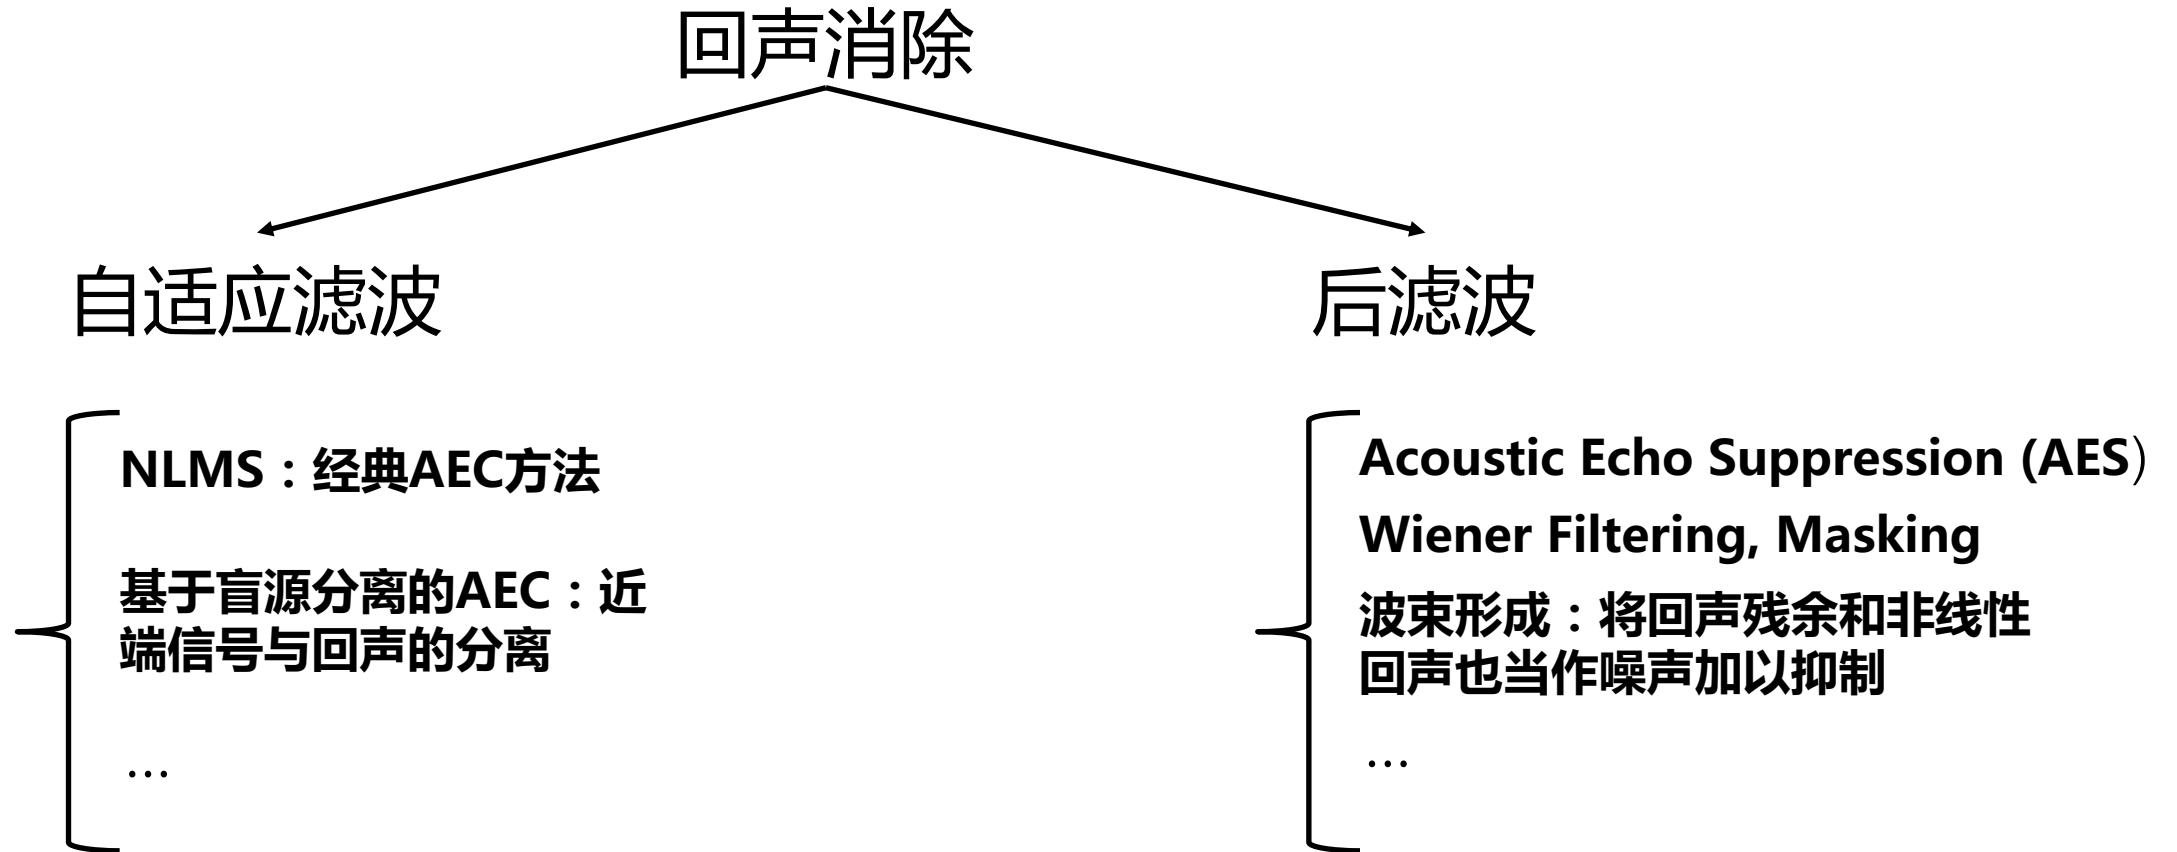 回声消除
自适应滤波
NLMS：经典AEC方法
基于盲源分离的AEC：近
端信号与回声的分离
…
后滤波
Acoustic Echo Suppression (AES）
Wiener Filtering, Masking
波束形成：将回声残余和非线性
回声也当作噪声加以抑制
…